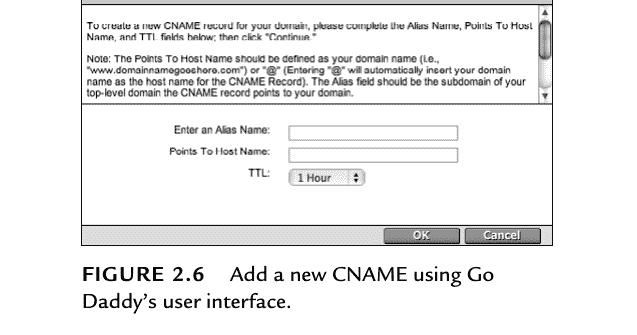 To create a new CNAME record for your domain, please complete the Alias Name, Points To Host
Name, and TTL fields below; then click "Continue."
Note: The Points To Host Name should be defined as your domain name (i.e.,
"www.domainnamegoeshere.com") or "@" (Entering "@" will automatically insert your domain
name as the host name for the CNAME Record). The Alias field should be the subdomain of your
top-level domain the CNAME record points to your domain.
Enter an Alias Name:
Points To Host Name:
TTL:
1 Hour
OK
Cancel
FIGURE 2.6 Add a new CNAME using Go
Daddy's user interface.